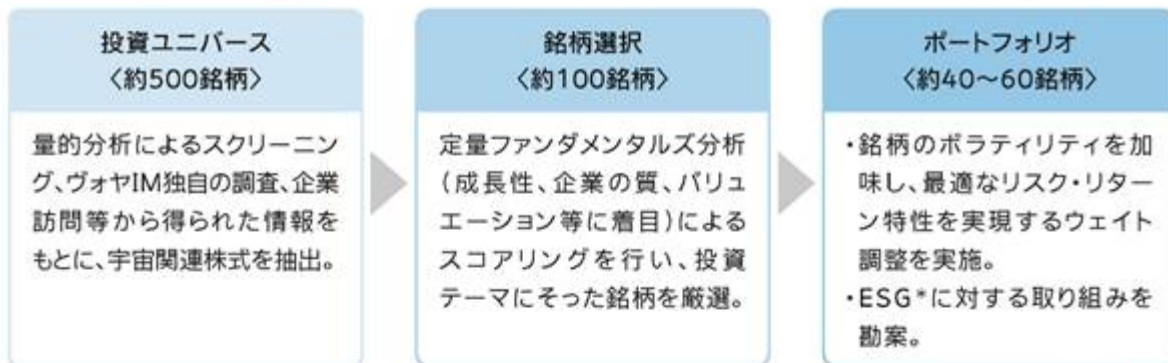 投資ユニバース
〈約500銘柄〉
量的分析によるスクリーニン
グ、ヴォヤIM独自の調査、企業
訪問等から得られた情報を
もとに、宇宙関連株式を抽出。
銘柄選択
〈約100銘柄〉
定量ファンダメンタルズ分析
(成長性、企業の質、バリュ
エーション等に着目)による
スコアリングを行い、投資
テーマにそった銘柄を厳選。
ポートフォリオ
〈約40~60銘柄〉
・銘柄のボラティリティを加
味し、最適なリスク・リター
ン特性を実現するウェイト
調整を実施。
・ESG*に対する取り組みを
勘案。